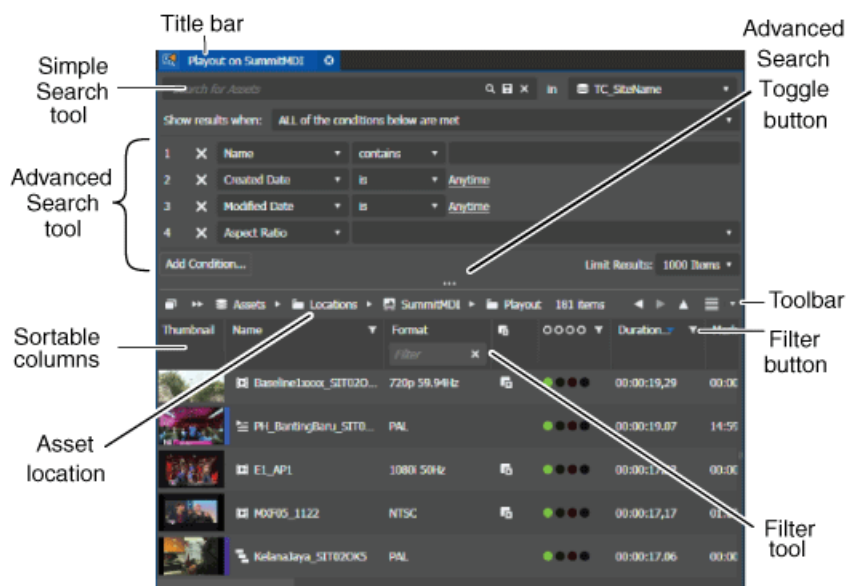 Title bar
Advanced
Search
Toggle
button
Simple
Search
tool
Playout on SummitMDI
Search for Assets
in
TC_SiteName
Show results when: ALL of the conditions below are met
Advanced
Search
tool
1 Name contains
2 Created Date is Anytime
3 Modified Date is Anytime
4 Aspect Ratio
Add Condition...
Limit Results: 1000 Items
Assets Locations SummitMDI Playout 161 items
Toolbar
Sortable
columns
Thumbnail Name Format Duration
Filter
button
Filter
720p 59.94Hz 00:00:19,29
PAL 00:00:19.07
E1_AP1 1080i 50Hz
MXF05_1122 NTSC 00:00:17,17
KelanaJaya_SIT02OK5 PAL 00:00:17.06
Asset
location
Filter
tool